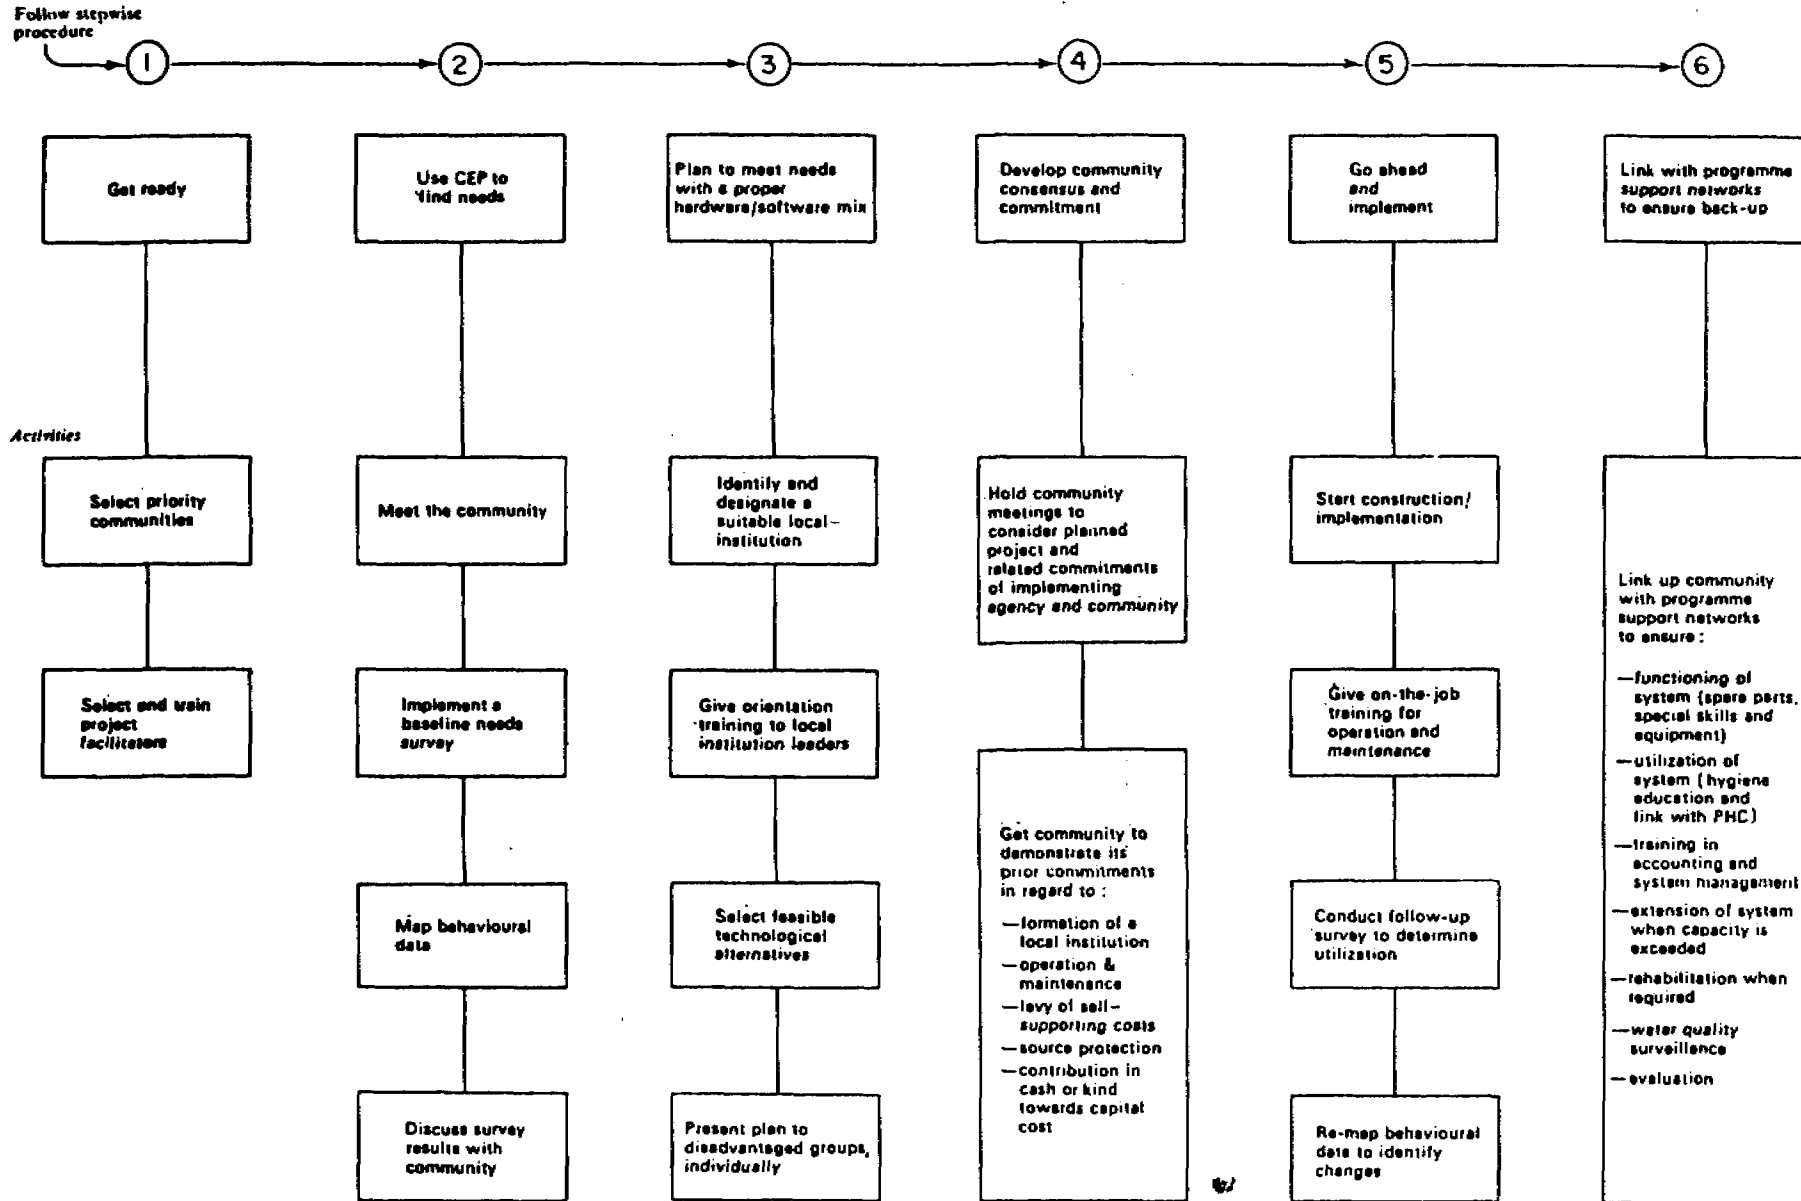 Follow stepwise
procedure
1
2
3
4
5
6
Get ready
Use CEP to
find needs
Plan to meet needs
with a proper
hardware/software mix
Develop community
consensus and
commitment
Go ahead
and
implement
Link with programme
support networks
to ensure back-up
Activities
Select priority
communities
Select and train
project
facilitators
Meet the community
Implement a
baseline needs
survey
Map behavioural
data
Discuss survey
results with
community
Identify and
designate a
suitable local-
institution
Give orientation
training to local
institution leaders
Select feasible
technological
alternatives
Present plan to
disadvantaged groups,
individually
Hold community
meetings to
consider planned
project and
related commitments
of implementing
agency and community
Get community to
demonstrate its
prior commitments
in regard to :
—formation of a
local institution
—operation &
maintenance
—levy of self-
supporting costs
—source protection
—contribution in
cash or kind
towards capital
cost
Start construction/
implementation
Give on-the-job
training for
operation and
maintenance
Conduct follow-up
survey to determine
utilization
Re-map behavioural
data to identify
changes
Link up community
with programme
support networks
to ensure :
—functioning of
system (spare parts,
special skills and
equipment)
—utilization of
system (hygiene
education and
link with PHC)
—training in
accounting and
system management
—extension of system
when capacity is
exceeded
—rehabilitation when
required
—water quality
surveillance
—evaluation